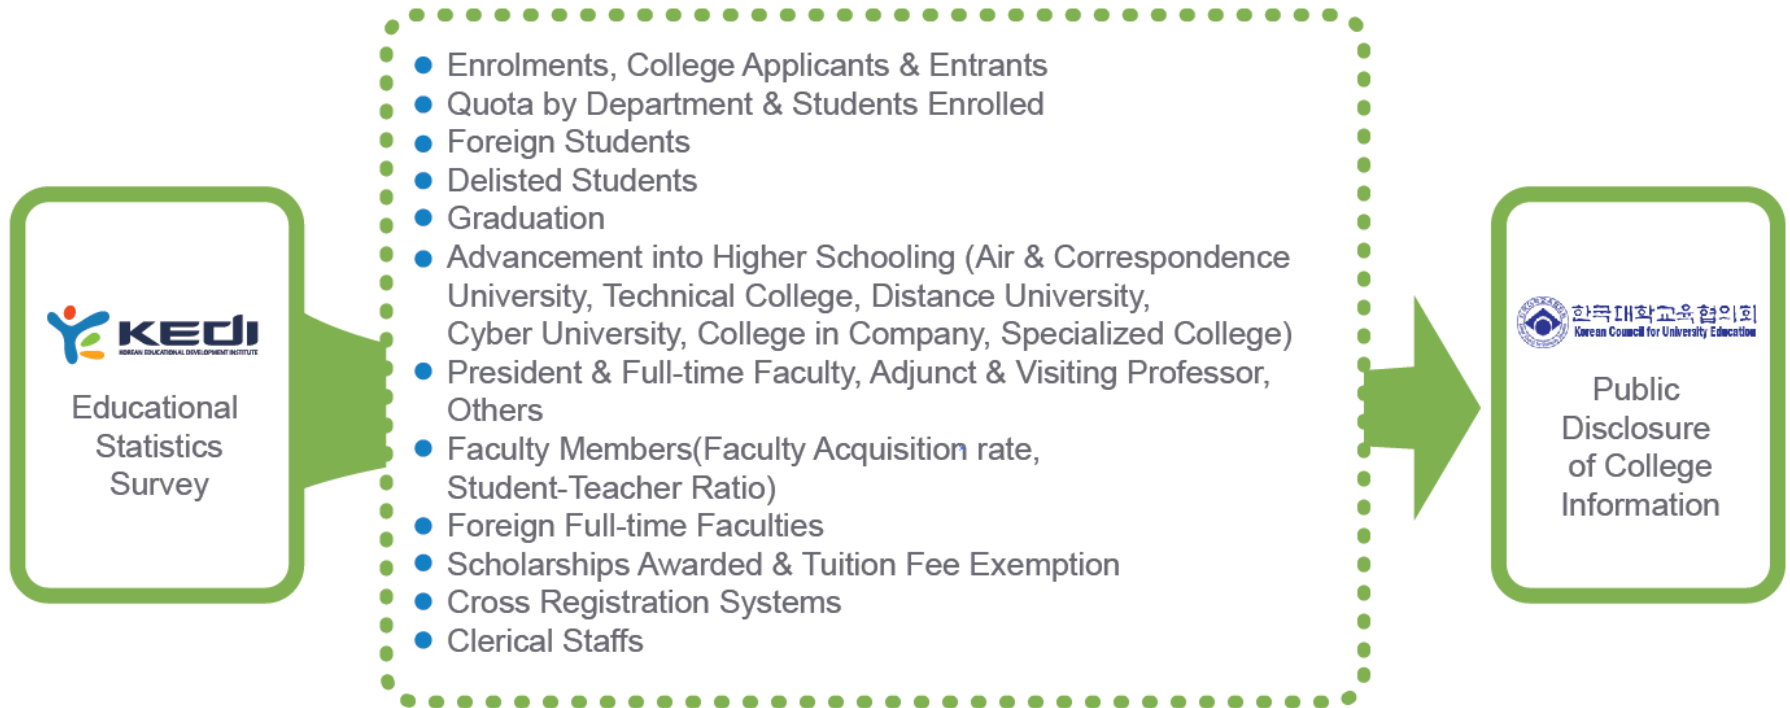 KEDI
KOREAN EDUCATIONAL DEVELOPMENT INSTITUTE
Educational
Statistics
Survey
Enrolments, College Applicants & Entrants
Quota by Department & Students Enrolled
Foreign Students
Delisted Students
Graduation
Advancement into Higher Schooling (Air & Correspondence
University, Technical College, Distance University,
Cyber University, College in Company, Specialized College)
President & Full-time Faculty, Adjunct & Visiting Professor,
Others
Faculty Members(Faculty Acquisition rate,
Student-Teacher Ratio)
Foreign Full-time Faculties
Scholarships Awarded & Tuition Fee Exemption
Cross Registration Systems
Clerical Staffs
한국대학교육협의회
Korean Council for University Education
Public
Disclosure
of College
Information